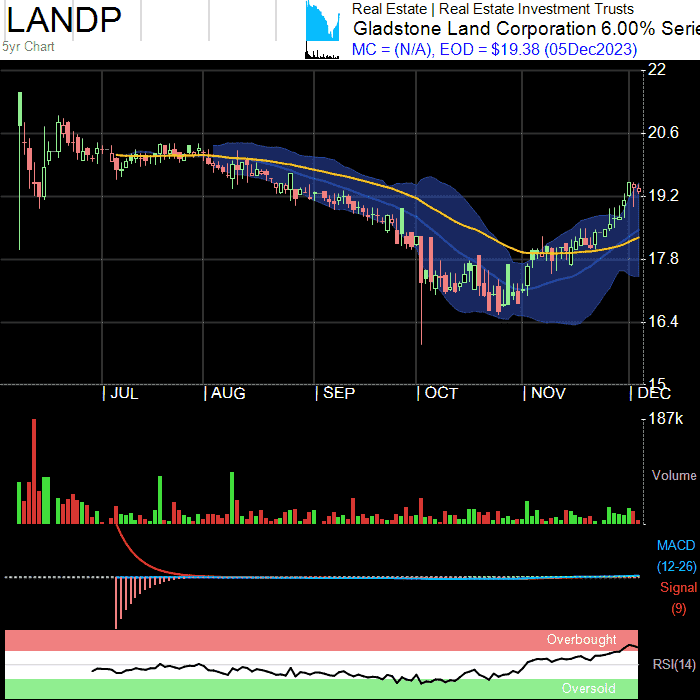 LANDP
5yr Chart
Real Estate | Real Estate Investment Trusts
Gladstone Land Corporation 6.00% Serie
MC = (N/A), EOD = $19.38 (05Dec2023)
22
20.6
19.2
17.8
16.4
15
| JUL | AUG | SEP | OCT | NOV | DEC
187k
Volume
MACD
(12-26)
Signal
(9)
Overbought
RSI(14)
Oversold